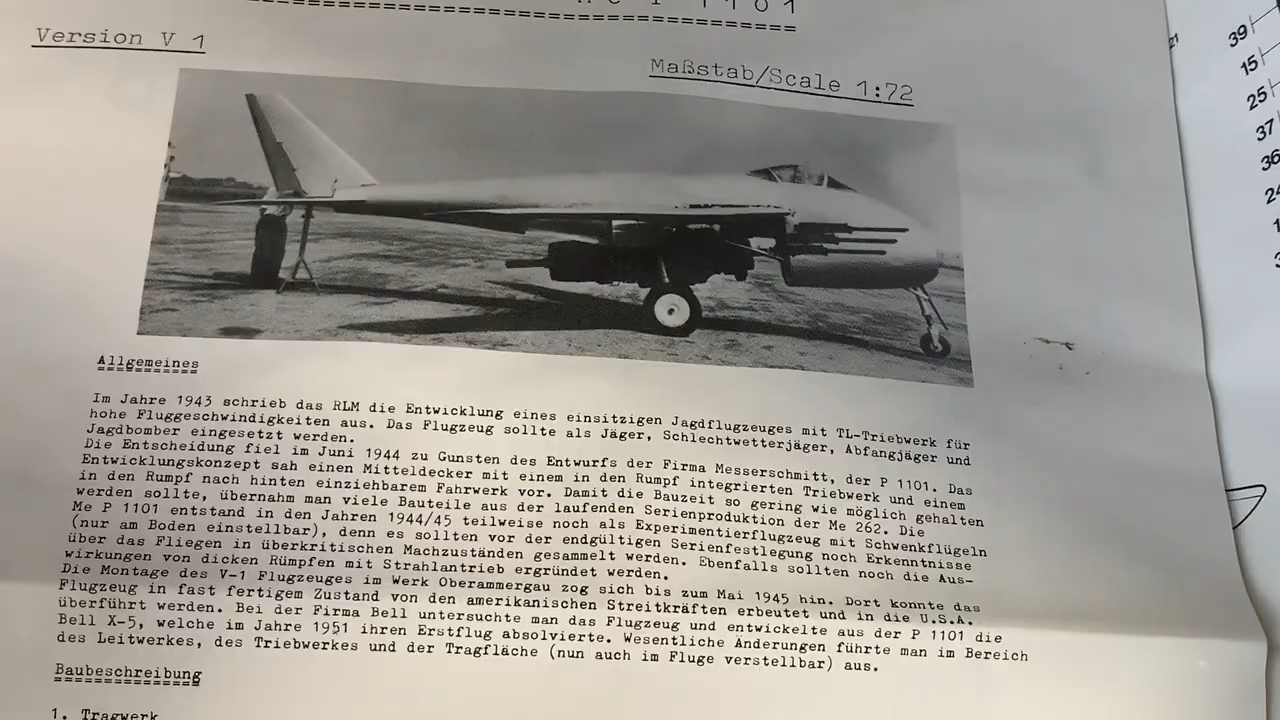 1101
Version V 1
Maßstab/Scale 1:72
Allgemeines
Im Jahre 1943 schrieb das RLM die Entwicklung eines einsitzigen Jagdflugzeuges mit TL-Triebwerk für
hohe Fluggeschwindigkeiten aus. Das Flugzeug sollte als Jäger, Schlechtwetterjäger, Abfangjäger und
Jagdbomber eingesetzt werden.
Die Entscheidung fiel im Juni 1944 zu Gunsten des Entwurfs der Firma Messerschmitt, der P 1101. Das
Entwicklungskonzept sah einen Mitteldecker mit einem in den Rumpf integrierten Triebwerk und einem
in den Rumpf nach hinten einziehbarem Fahrwerk vor. Damit die Bauzeit so gering wie möglich gehalten
werden sollte, übernahm man viele Bauteile aus der laufenden Serienproduktion der Me 262. Die
Me P 1101 entstand in den Jahren 1944/45 teilweise noch als Experimentierflugzeug mit Schwenkflügeln
(nur am Boden einstellbar), denn es sollten vor der endgültigen Serienfestlegung noch Erkenntnisse
über das Fliegen in überkritischen Machzuständen gesammelt werden. Ebenfalls sollten noch die Aus-
wirkungen von dicken Rümpfen mit Strahlantrieb ergründet werden.
Die Montage des V-1 Flugzeuges im Werk Oberammergau zog sich bis zum Mai 1945 hin. Dort konnte das
Flugzeug in fast fertigem Zustand von den amerikanischen Streitkräften erbeutet und in die U.S.A.
überführt werden. Bei der Firma Bell untersuchte man das Flugzeug und entwickelte aus der P 1101 die
Bell X-5, welche im Jahre 1951 ihren Erstflug absolvierte. Wesentliche Änderungen führte man im Bereich
des Leitwerkes, des Triebwerkes und der Tragfläche (nun auch im Fluge verstellbar) aus.
Baubeschreibung
1. Tragwerk
21
39
15
25
37
36